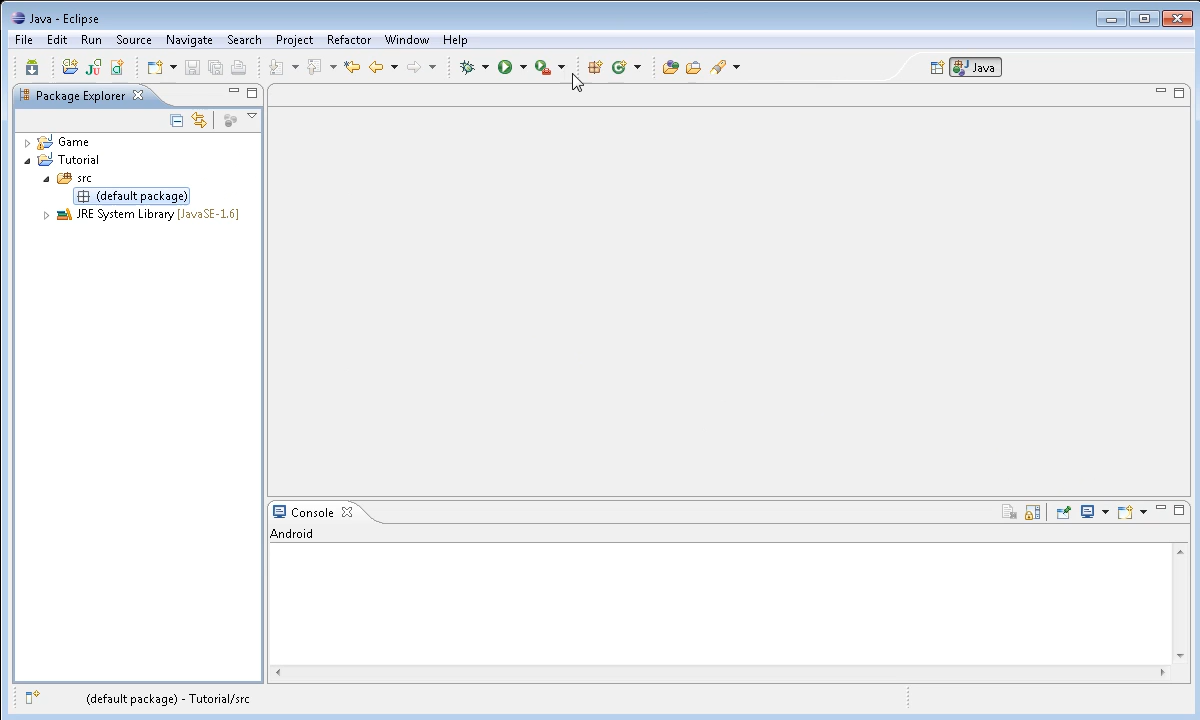 Java - Eclipse
File Edit Run Source Navigate Search Project Refactor Window Help
Java
Package Explorer
Game
Tutorial
src
(default package)
JRE System Library [JavaSE-1.6]
Console
Android
(default package) - Tutorial/src